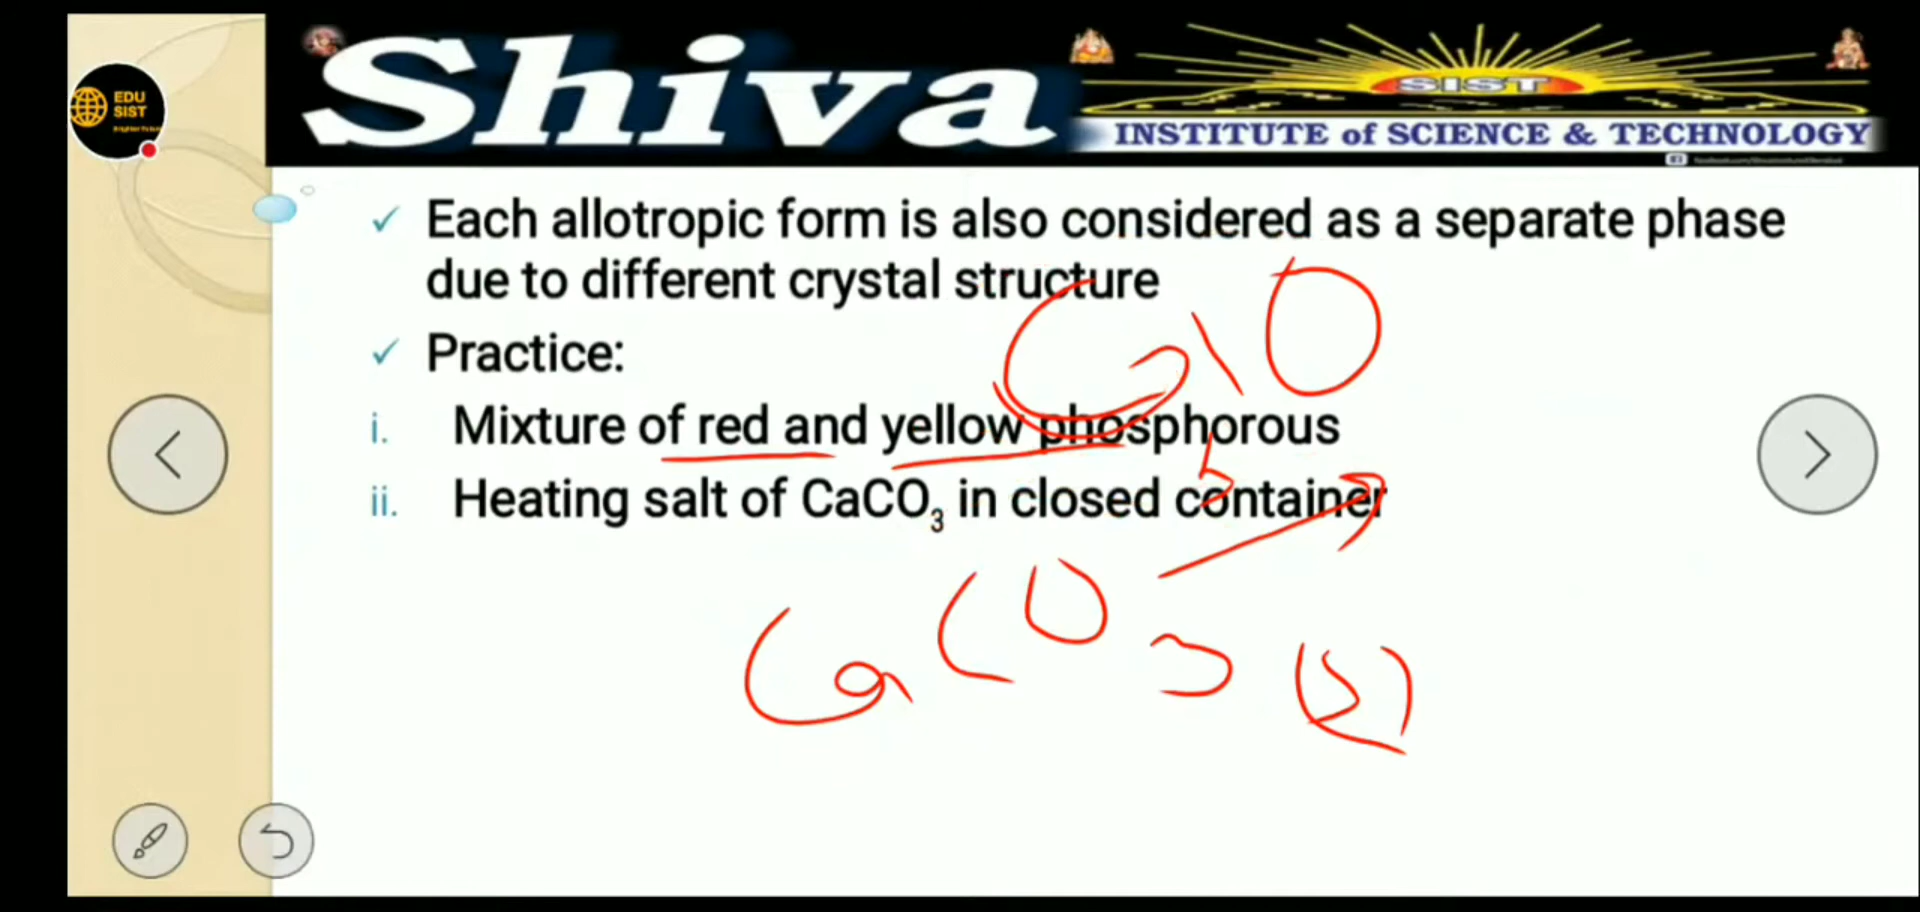 EDU
SIST
Shiva
SIST
INSTITUTE of SCIENCE & TECHNOLOGY
✓ Each allotropic form is also considered as a separate phase
due to different crystal structure
✓ Practice:
i. Mixture of red and yellow phosphorous
ii. Heating salt of CaCO₃ in closed container
CaO
s
CaCO₃ (s)